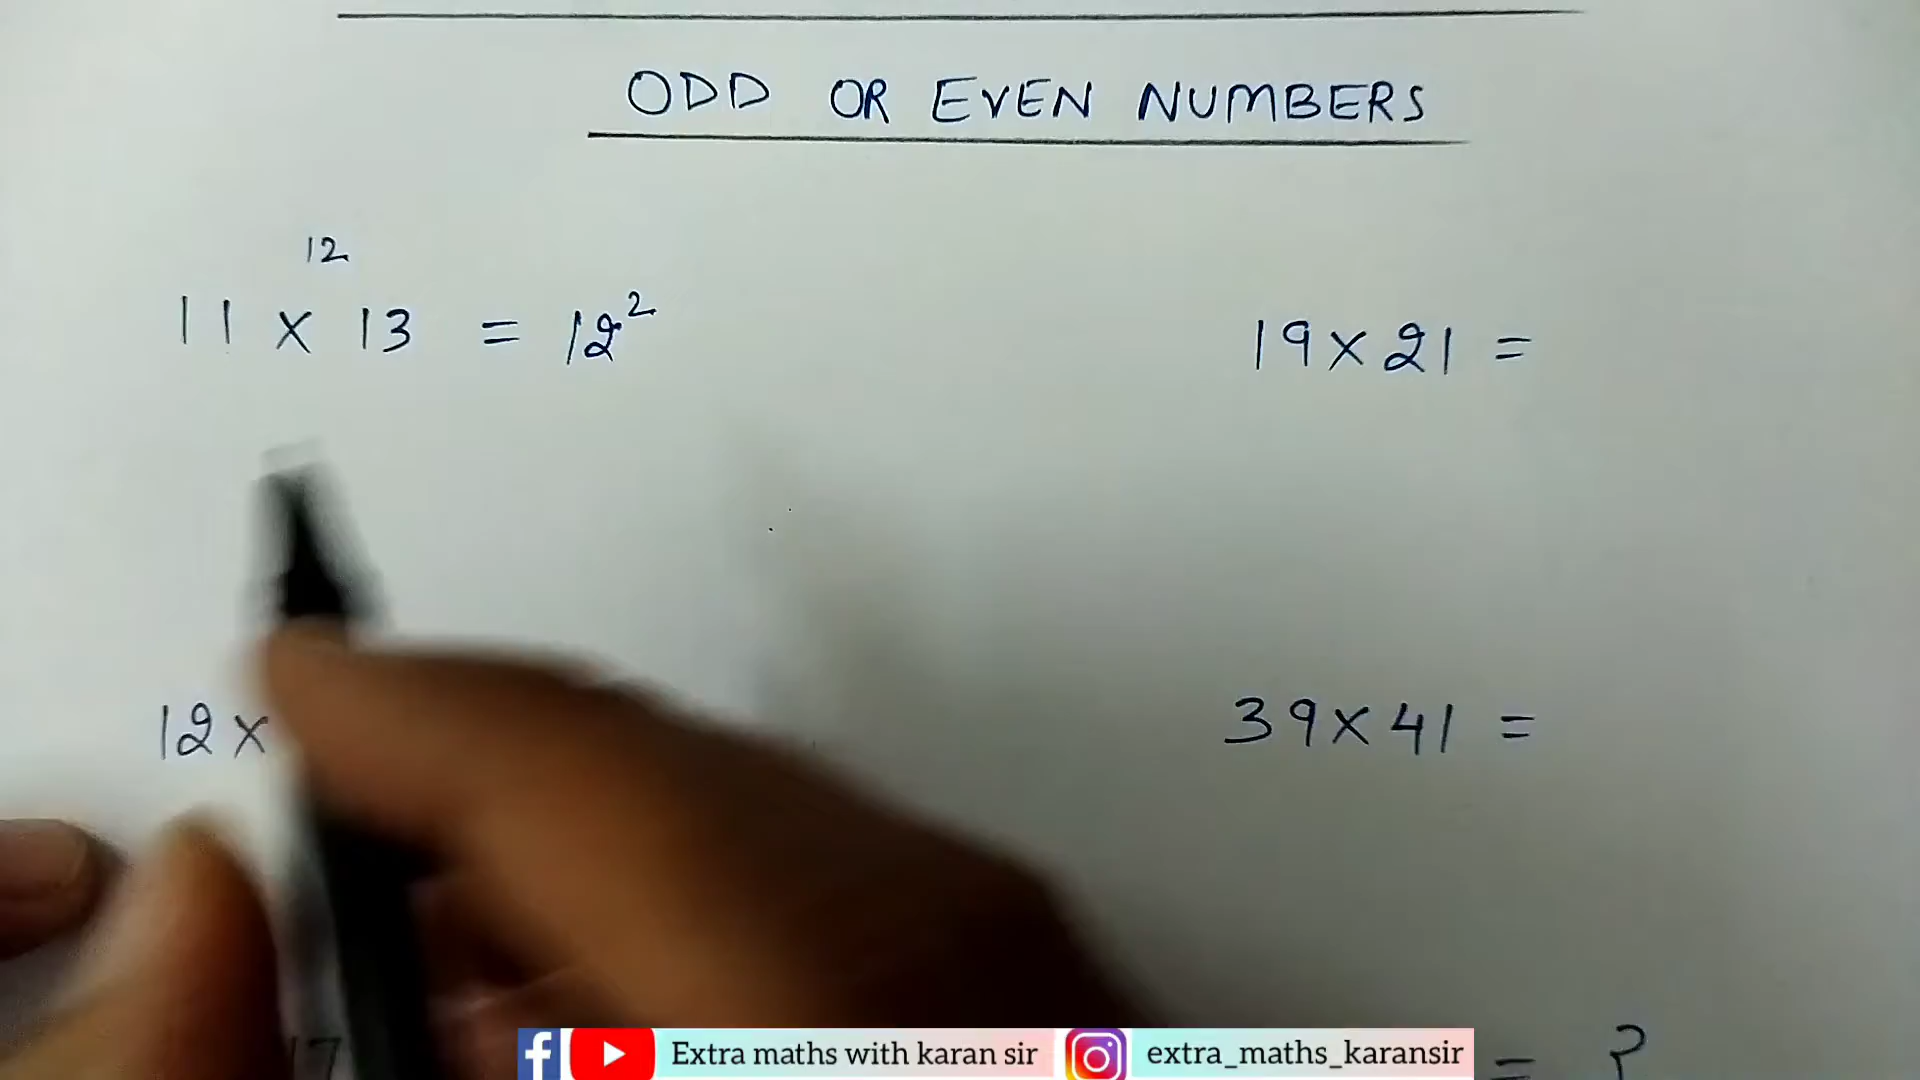 ODD OR EVEN NUMBERS
12
11 × 13 = 12²
19 × 21 =
12 ×
39 × 41 =
17
= ?
Extra maths with karan sir
extra_maths_karansir